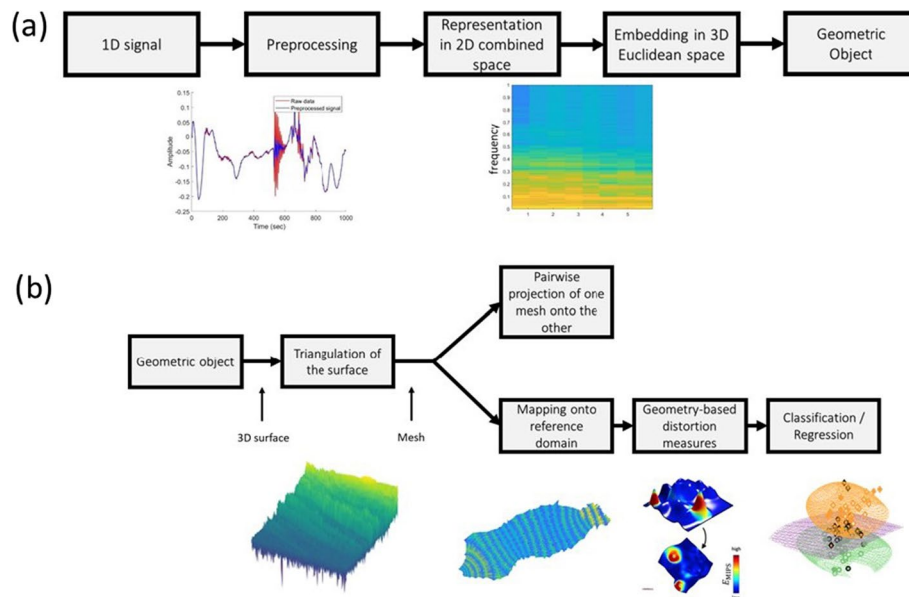 (a)
1D signal
Preprocessing
Representation
in 2D combined
space
Embedding in 3D
Euclidean space
Geometric
Object
0.15
0.1
0.05
0
-0.05
-0.1
-0.15
-0.2
-0.25
Amplitude
Raw data
Preprocessed signal
0
200
400
600
800
1000
Time (sec)
frequency
1
0.9
0.8
0.7
0.6
0.5
0.4
0.3
0.2
0.1
0
1
2
3
4
5
(b)
Pairwise
projection of one
mesh onto the
other
Geometric object
Triangulation of
the surface
3D surface
Mesh
Mapping onto
reference
domain
Geometry-based
distortion
measures
Classification /
Regression
high
E_MIPS
low